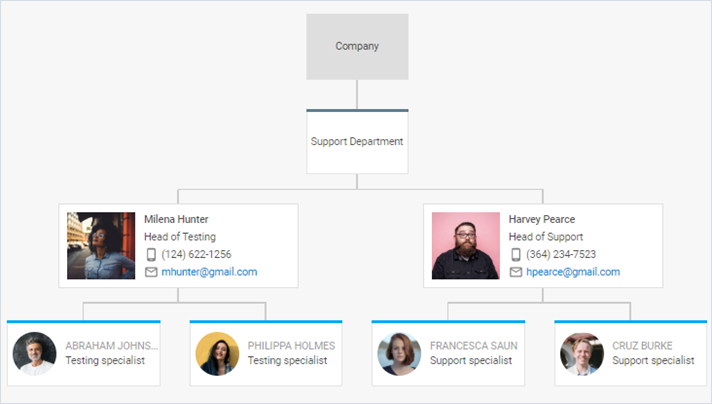 Company
Support Department
Milena Hunter
Head of Testing
(124) 622-1256
mhunter@gmail.com
Harvey Pearce
Head of Support
(364) 234-7523
hpearce@gmail.com
ABRAHAM JOHNS...
Testing specialist
PHILIPPA HOLMES
Testing specialist
FRANCESCA SAUN
Support specialist
CRUZ BURKE
Support specialist